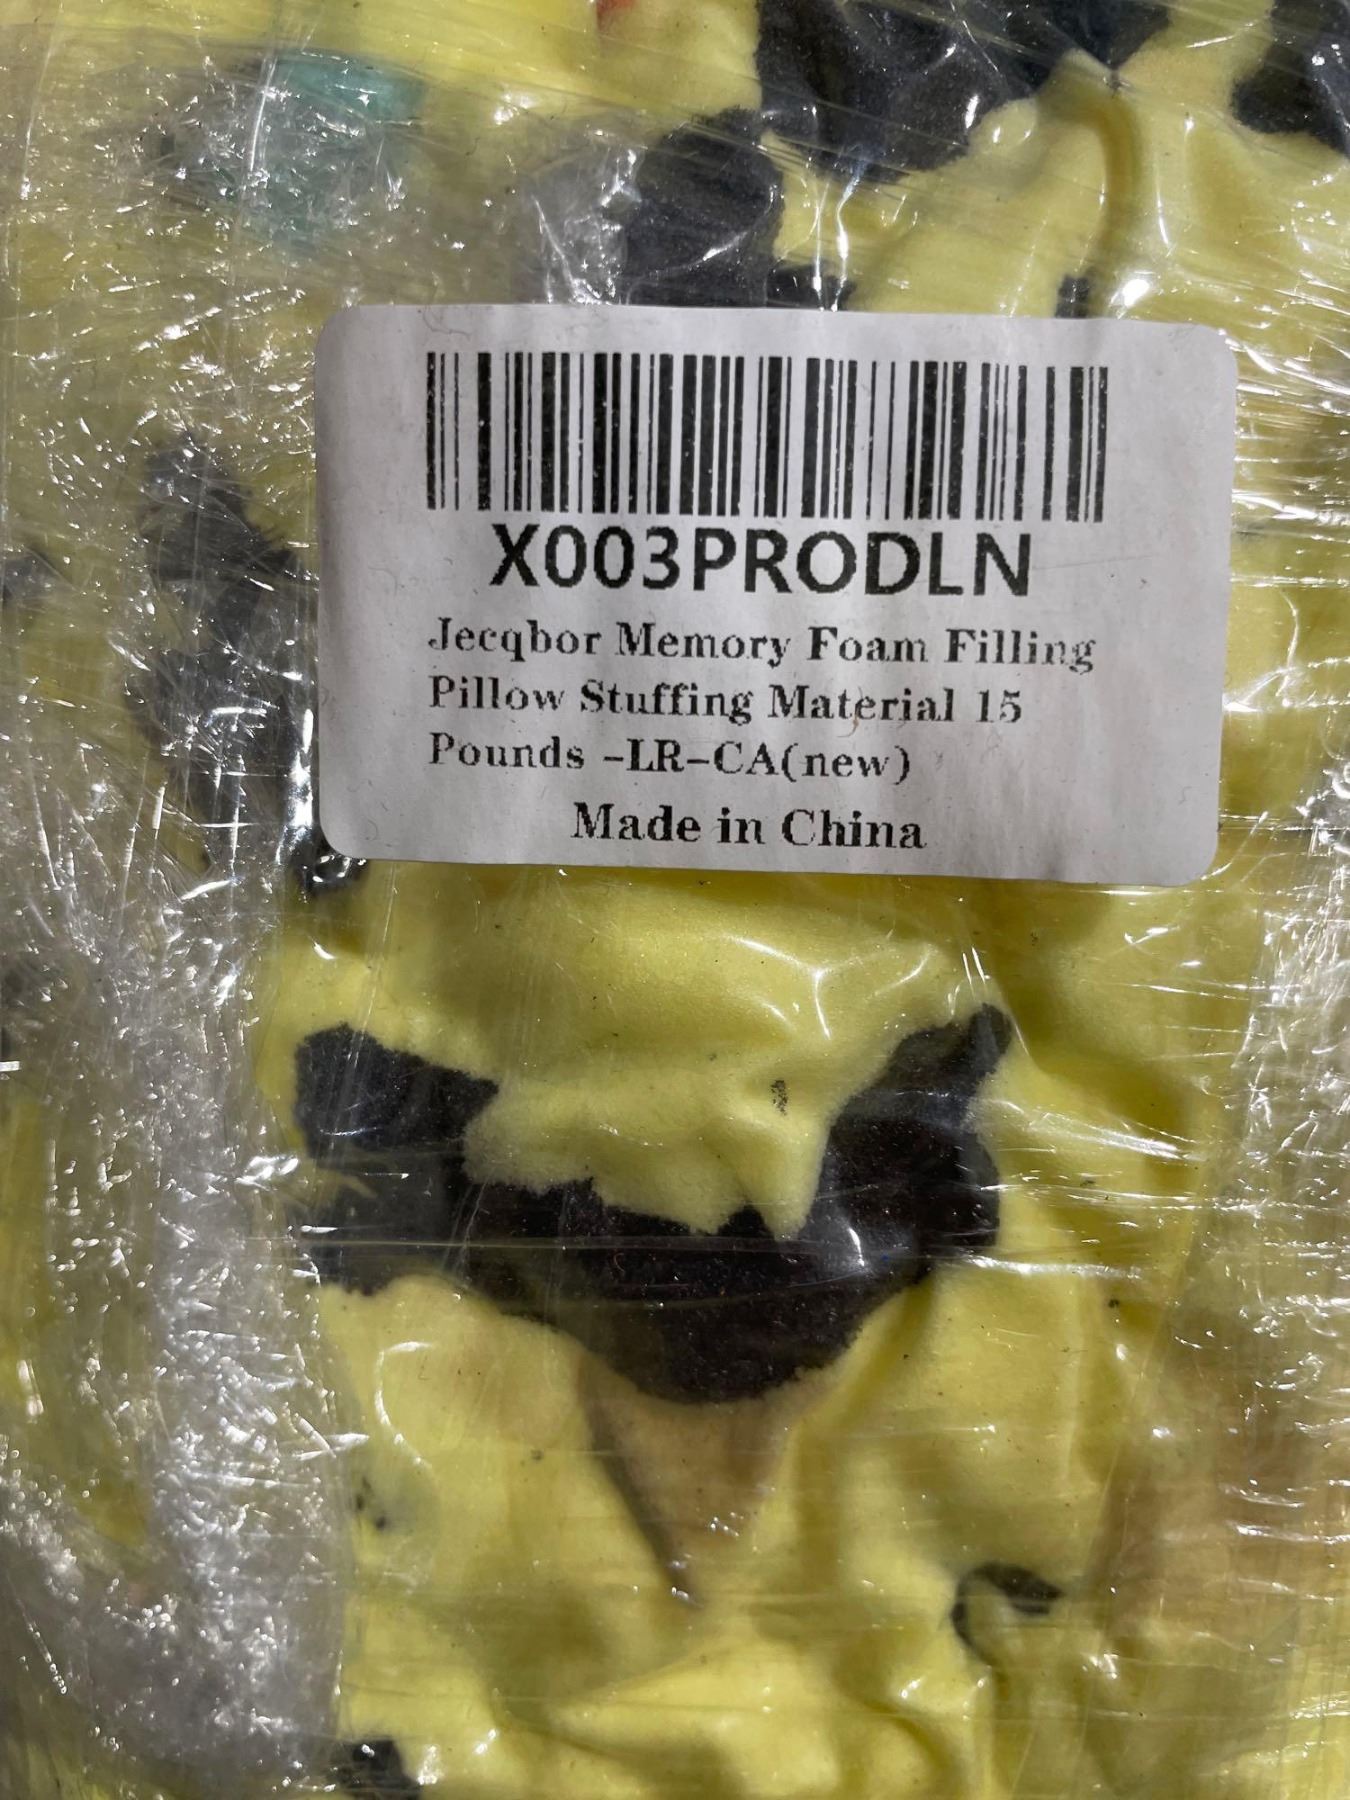 X003PRODLN
Jecqbor Memory Foam Filling
Pillow Stuffing Material 15
Pounds -LR-CA(new)
Made in China